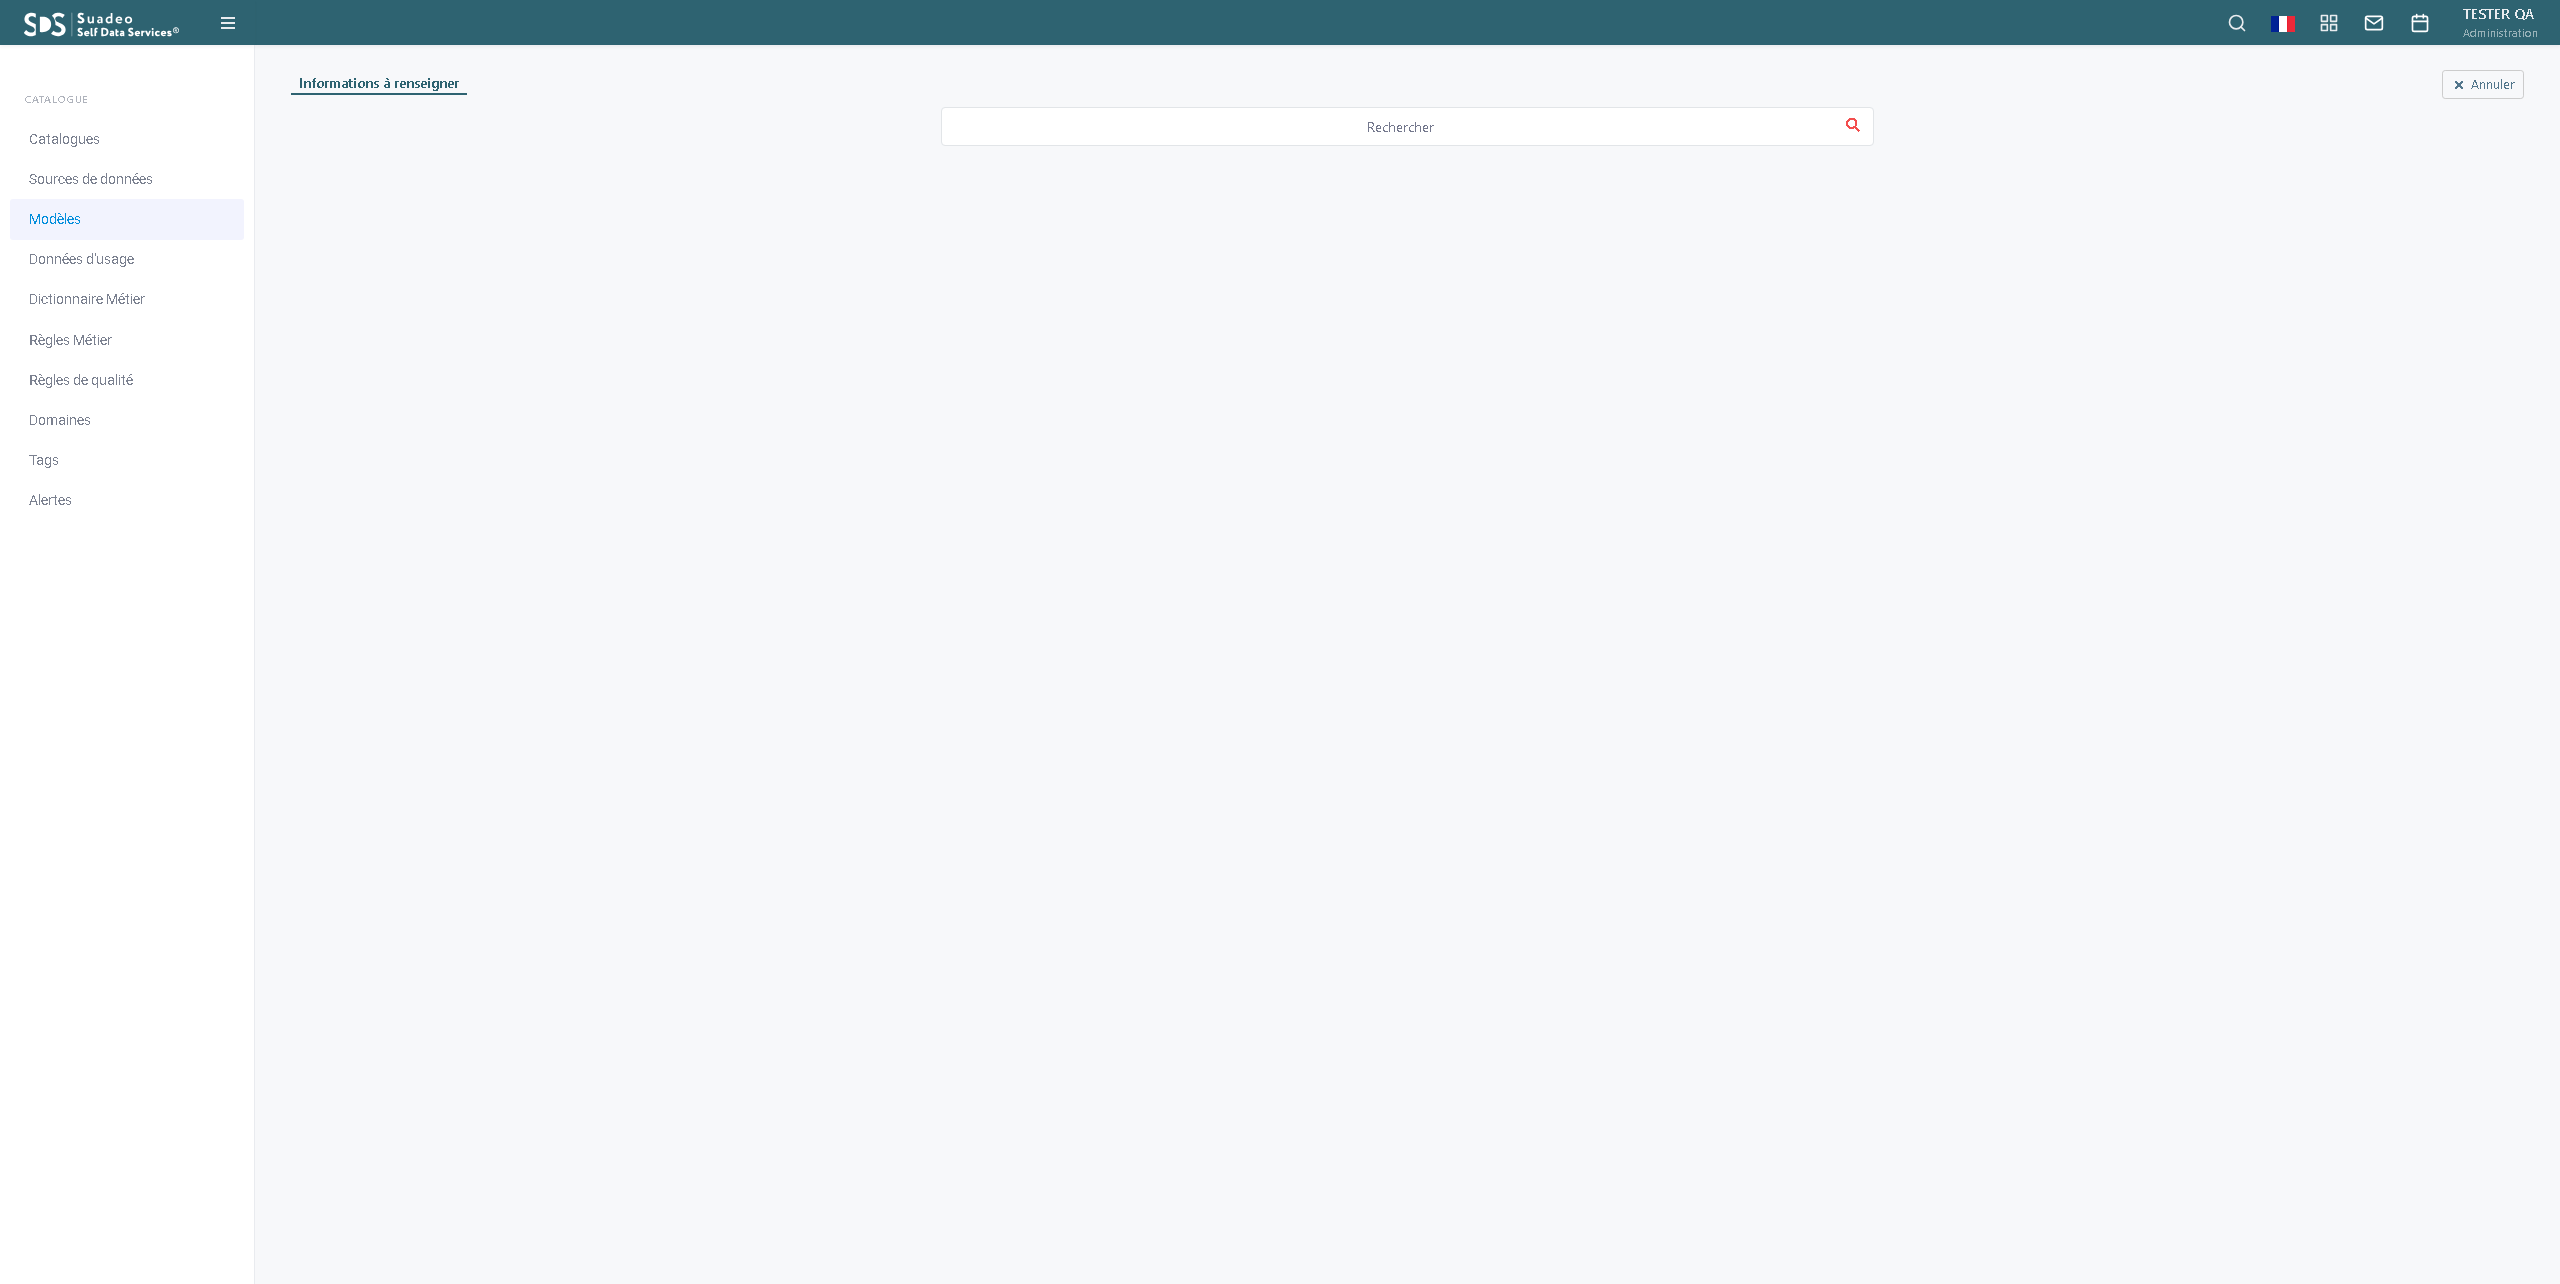 SDS Suadeo
Self Data Services®
TESTER QA
Administration
CATALOGUE
Catalogues
Sources de données
Modèles
Données d'usage
Dictionnaire Métier
Règles Métier
Règles de qualité
Domaines
Tags
Alertes
Informations à renseigner
Annuler
Rechercher